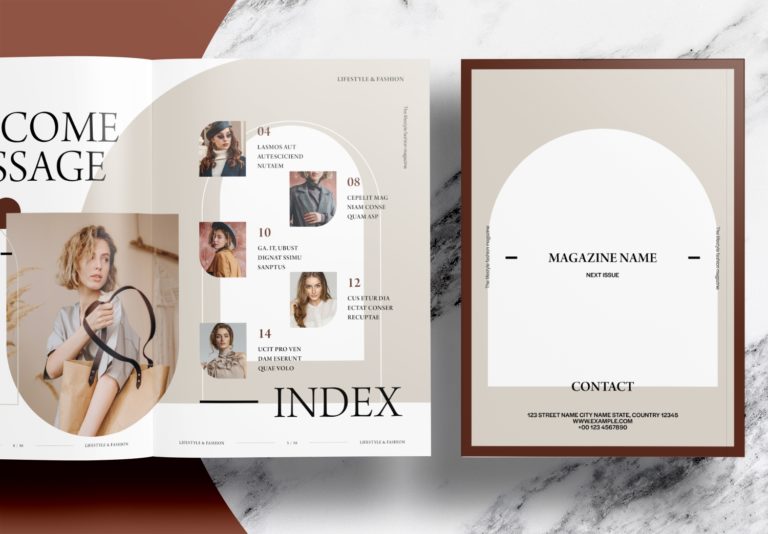 COME
SSAGE
LIFESTYLE & FASHION
The lifestyle fashion magazine
04
LASMOS AUT
AUTESCICIEND
NUTAEM
08
CEPELIT MAG
NIAM CONSE
QUAM ASP
10
GA. IT, UBUST
DIGNAT SSIMU
SANPTUS
12
CUS ETUR DIA
ECTAT CONSER
RECUPTAE
14
UCIT PRO VEN
DAM ESERUNT
QUAE VOLO
INDEX
LIFESTYLE & FASHION
LIFESTYLE & FASHION
LIFESTYLE & FASHION
The lifestyle fashion magazine
The lifestyle fashion magazine
MAGAZINE NAME
NEXT ISSUE
CONTACT
123 STREET NAME CITY NAME STATE, COUNTRY 12345
WWW.EXAMPLE.COM
+00 123 4567890